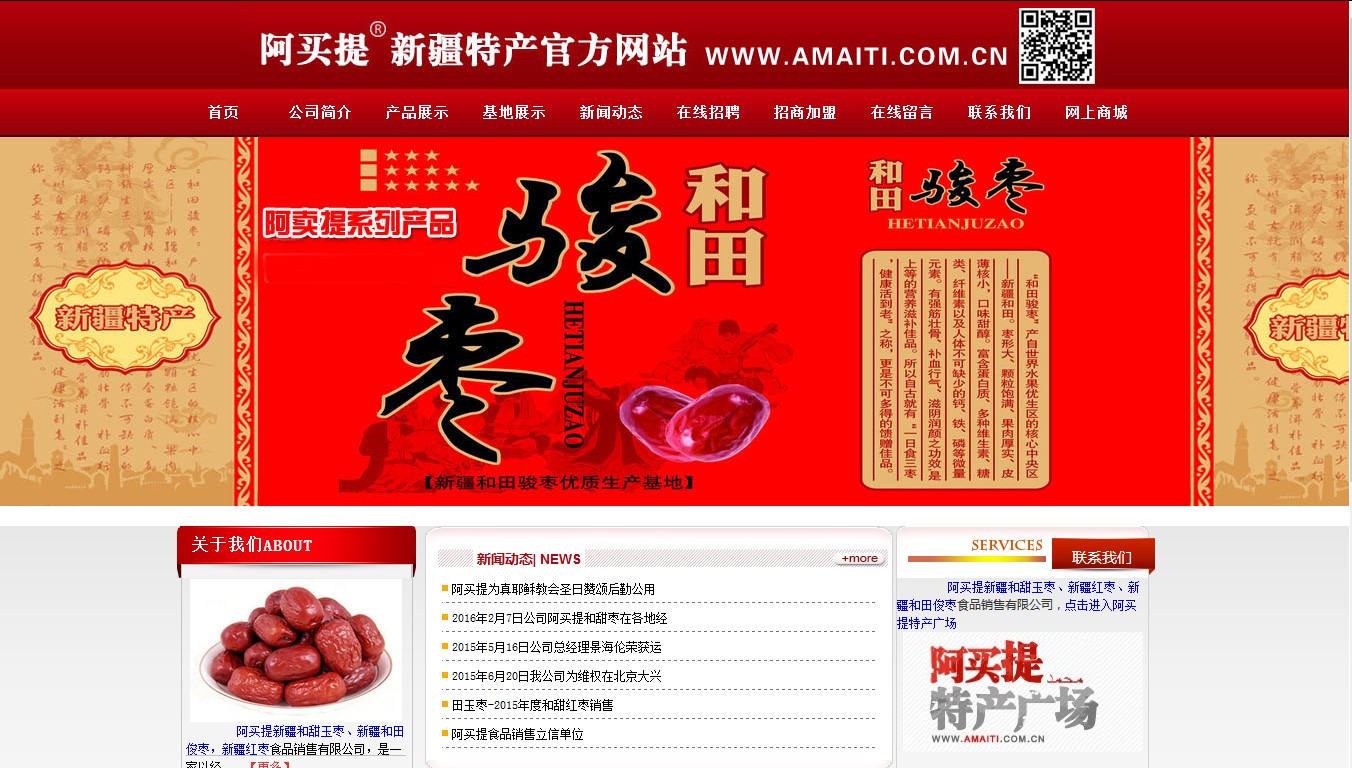 阿买提®新疆特产官方网站 WWW.AMAITI.COM.CN
首页 公司简介 产品展示 基地展示 新闻动态 在线招聘 招商加盟 在线留言 联系我们 网上商城
阿卖提系列产品
和田
骏枣
HETIANJUZAO
【新疆和田骏枣优质生产基地】
新疆特产
和田骏枣
HETIANJUZAO
“和田骏枣”产自世界水果优生区的核心中央区
——新疆和田。枣形大、颗粒饱满、果肉厚实、皮
薄核小，口味甜醇。富含蛋白质、多种维生素、糖
类、纤维素以及人体不可缺少的钙、铁、磷等微量
元素。有强筋壮骨、补血行气、滋阴润颜之功效是
上等的营养滋补佳品。所以自古就有“一日食三枣
，健康活到老”之称，更是不可多得的馈赠佳品。
新疆特
关于我们ABOUT
阿买提新疆和甜玉枣、新疆和田
俊枣，新疆红枣食品销售有限公司，是一
家以经......【更多】
新闻动态| NEWS
+more
阿买提为真耶稣教会圣日赞颂后勤公用
2016年2月7日公司阿买提和甜枣在各地经
2015年5月16日公司总经理景海伦荣获运
2015年6月20日我公司为维权在北京大兴
田玉枣-2015年度和甜红枣销售
阿买提食品销售立信单位
SERVICES
联系我们
阿买提新疆和甜玉枣、新疆红枣、新
疆和田俊枣食品销售有限公司，点击进入阿买
提特产广场
阿买提
特产广场
WWW.AMAITI.COM.CN